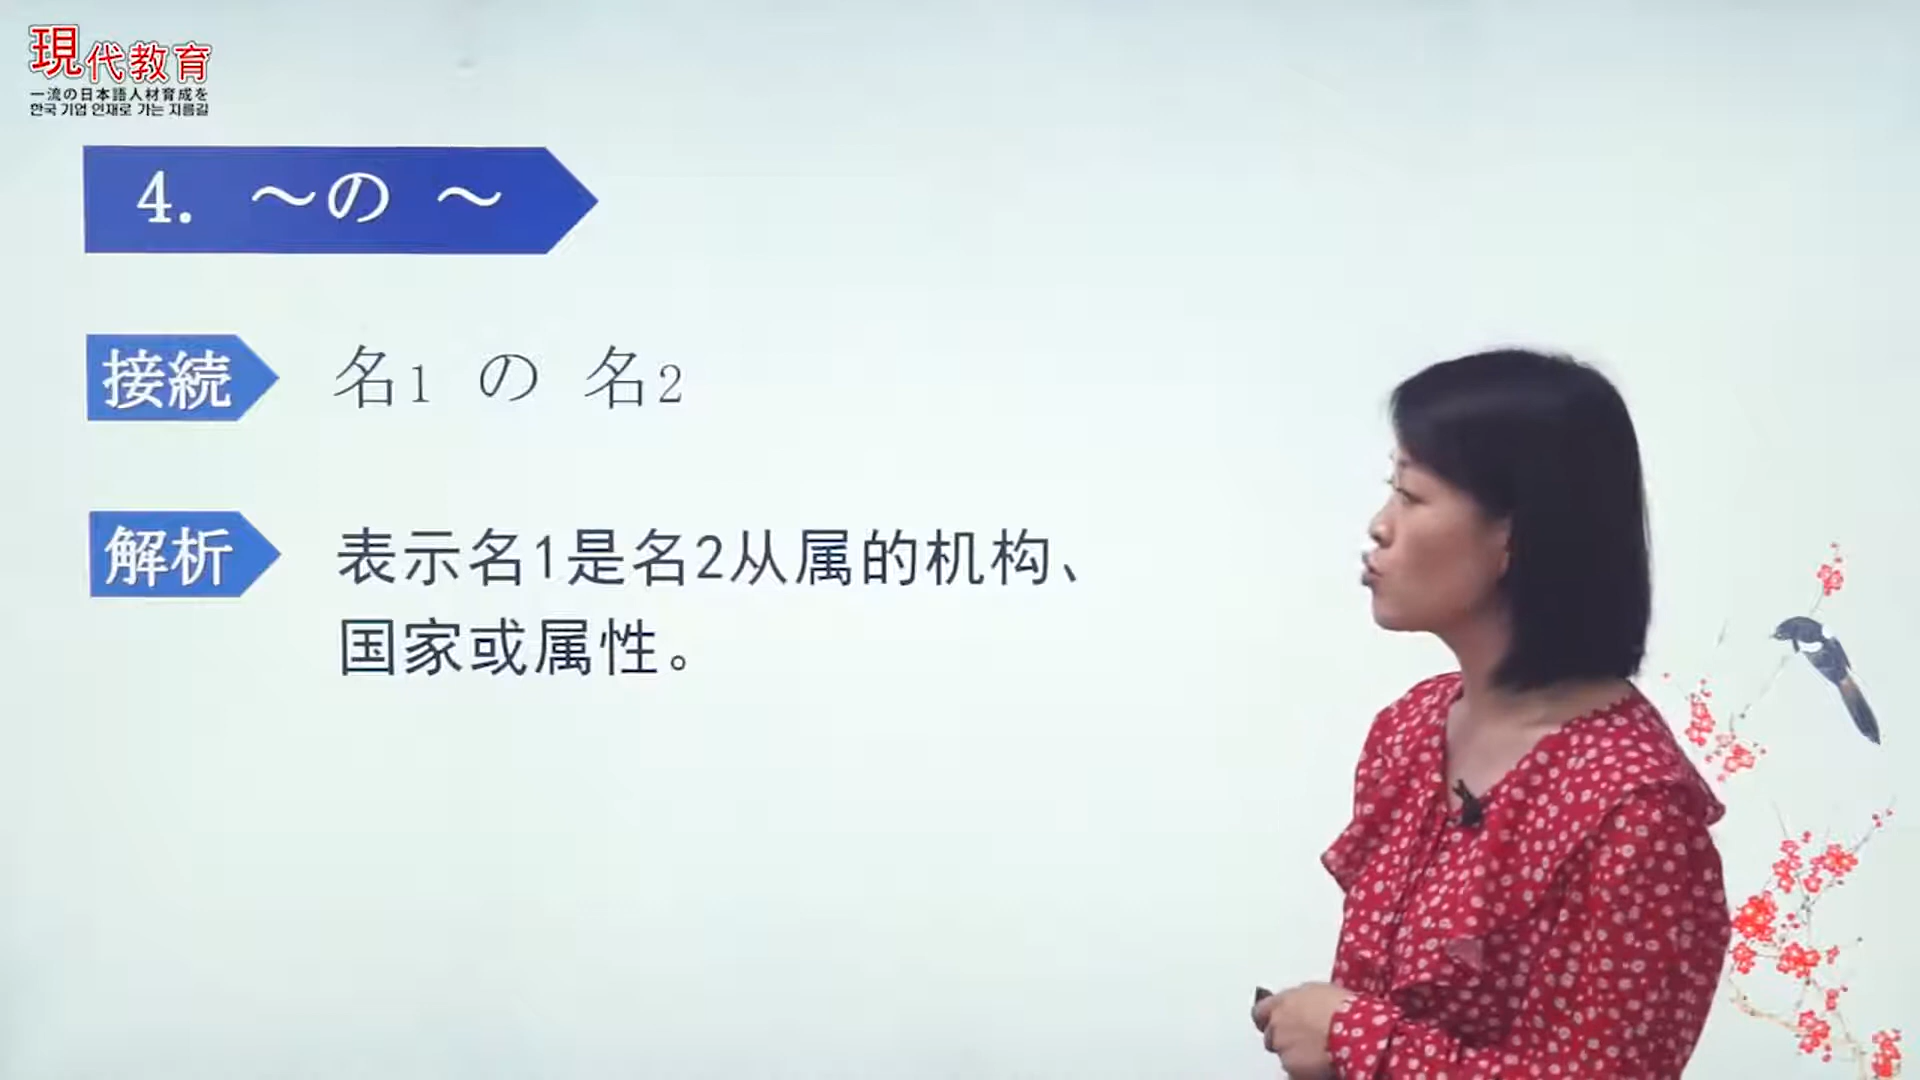 現代教育
一流の日本語人材育成を
한국 기업 인재로 가는 지름길
4. ～の ～
接続
名1 の 名2
解析
表示名1是名2从属的机构、
国家或属性。